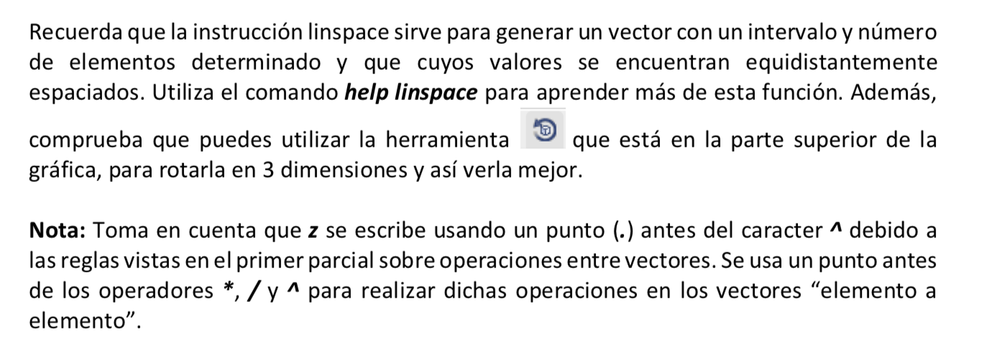 Recuerda que la instrucción linspace sirve para generar un vector con un intervalo y número
de elementos determinado y que cuyos valores se encuentran equidistantemente
espaciados. Utiliza el comando help linspace para aprender más de esta función. Además,
comprueba que puedes utilizar la herramienta que está en la parte superior de la
gráfica, para rotarla en 3 dimensiones y así verla mejor.
Nota: Toma en cuenta que z se escribe usando un punto (.) antes del caracter ^ debido a
las reglas vistas en el primer parcial sobre operaciones entre vectores. Se usa un punto antes
de los operadores *, / y ^ para realizar dichas operaciones en los vectores “elemento a
elemento”.